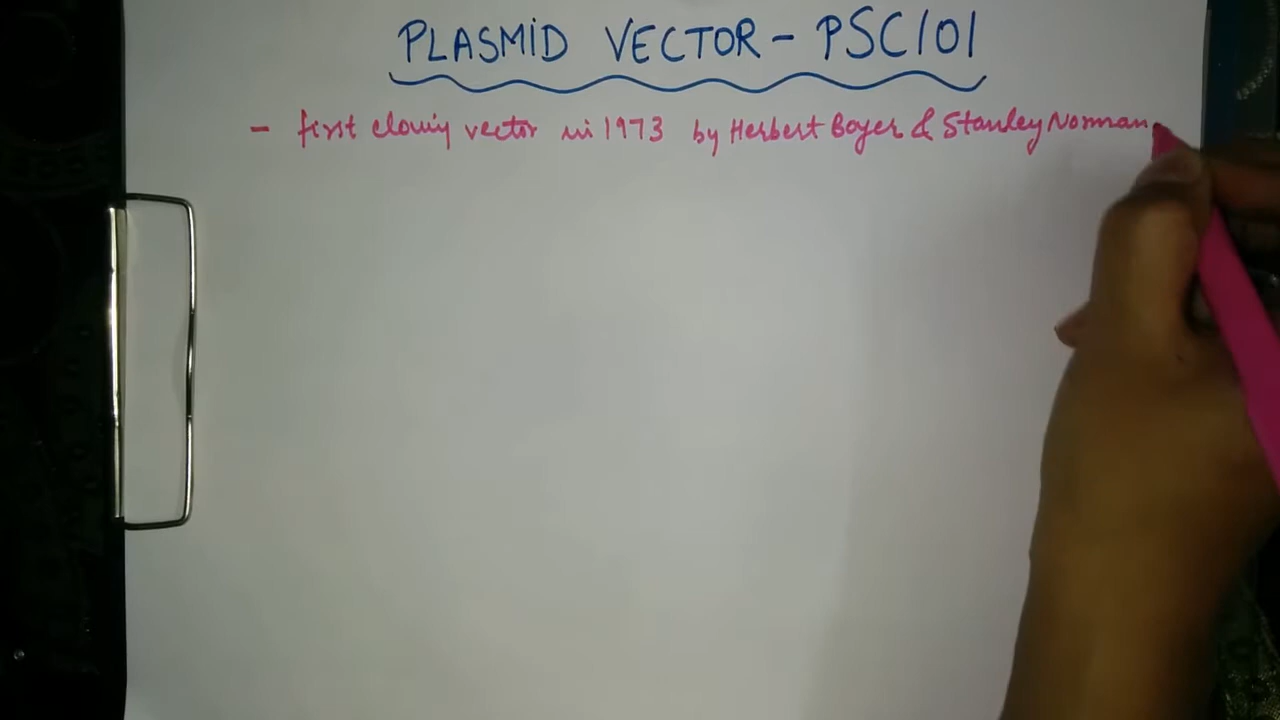 PLASMID VECTOR - PSC101
- first cloning vector in 1973 by Herbert Boyer & Stanley Norman